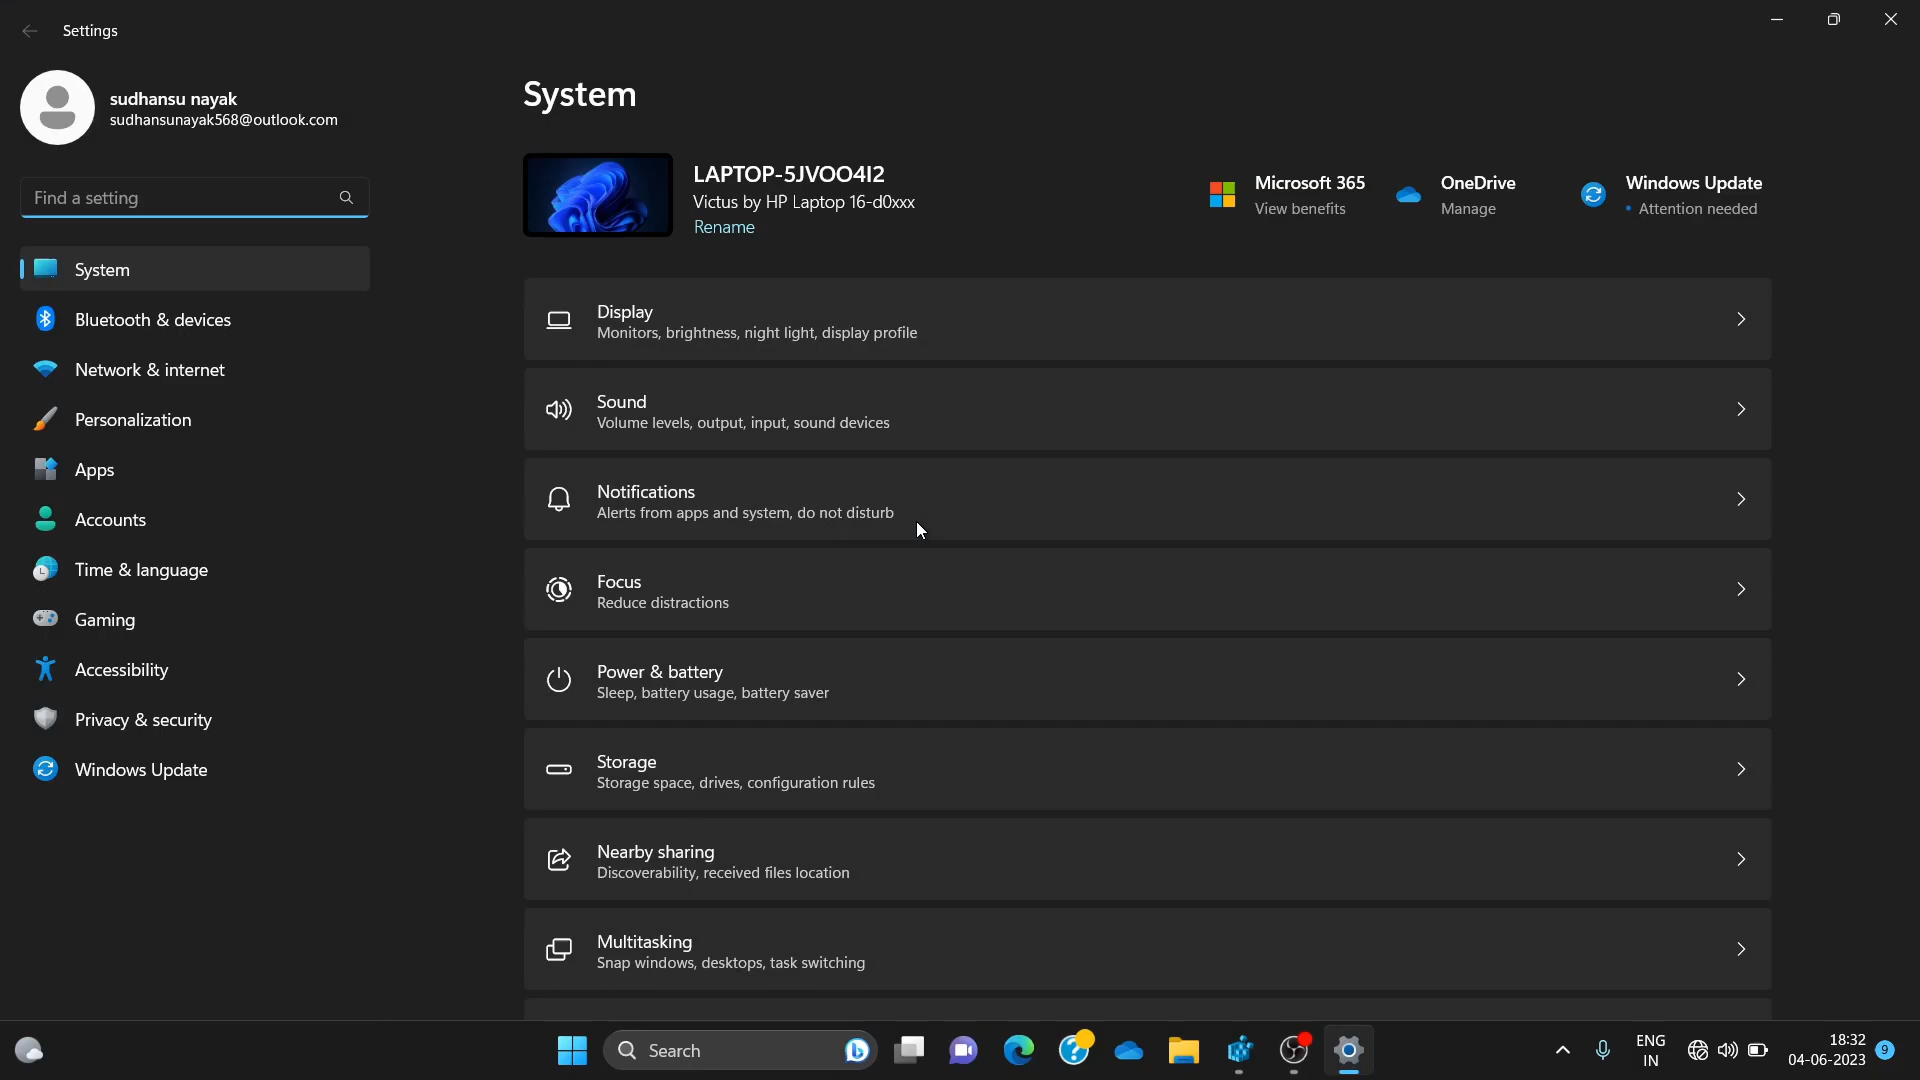 Settings
sudhansu nayak
sudhansunayak568@outlook.com
Find a setting
System
Bluetooth & devices
Network & internet
Personalization
Apps
Accounts
Time & language
Gaming
Accessibility
Privacy & security
Windows Update
System
LAPTOP-5JVOO4I2
Victus by HP Laptop 16-d0xxx
Rename
Microsoft 365
View benefits
OneDrive
Manage
Windows Update
Attention needed
Display
Monitors, brightness, night light, display profile
Sound
Volume levels, output, input, sound devices
Notifications
Alerts from apps and system, do not disturb
Focus
Reduce distractions
Power & battery
Sleep, battery usage, battery saver
Storage
Storage space, drives, configuration rules
Nearby sharing
Discoverability, received files location
Multitasking
Snap windows, desktops, task switching
Search
ENG
IN
18:32
04-06-2023
9